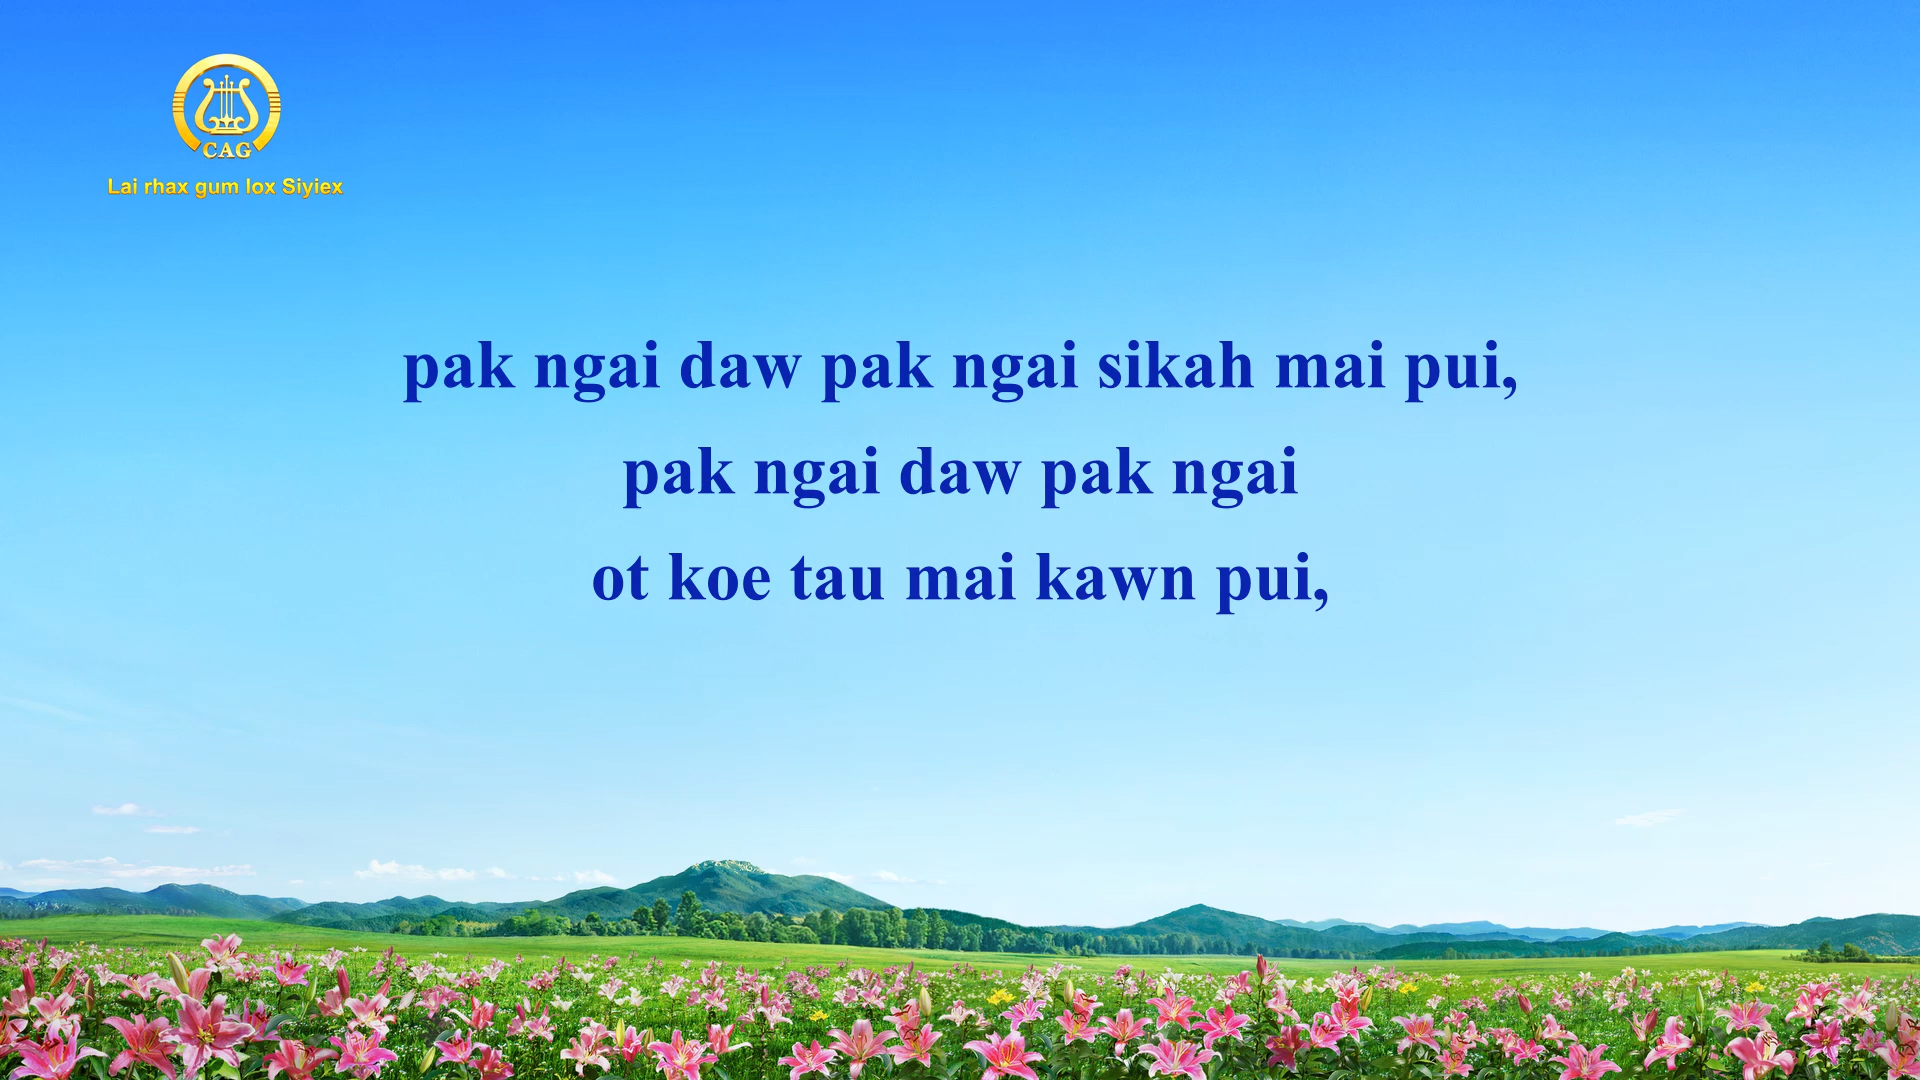 CAG
Lai rhax gum lox Siyiex
pak ngai daw pak ngai sikah mai pui,
pak ngai daw pak ngai
ot koe tau mai kawn pui,